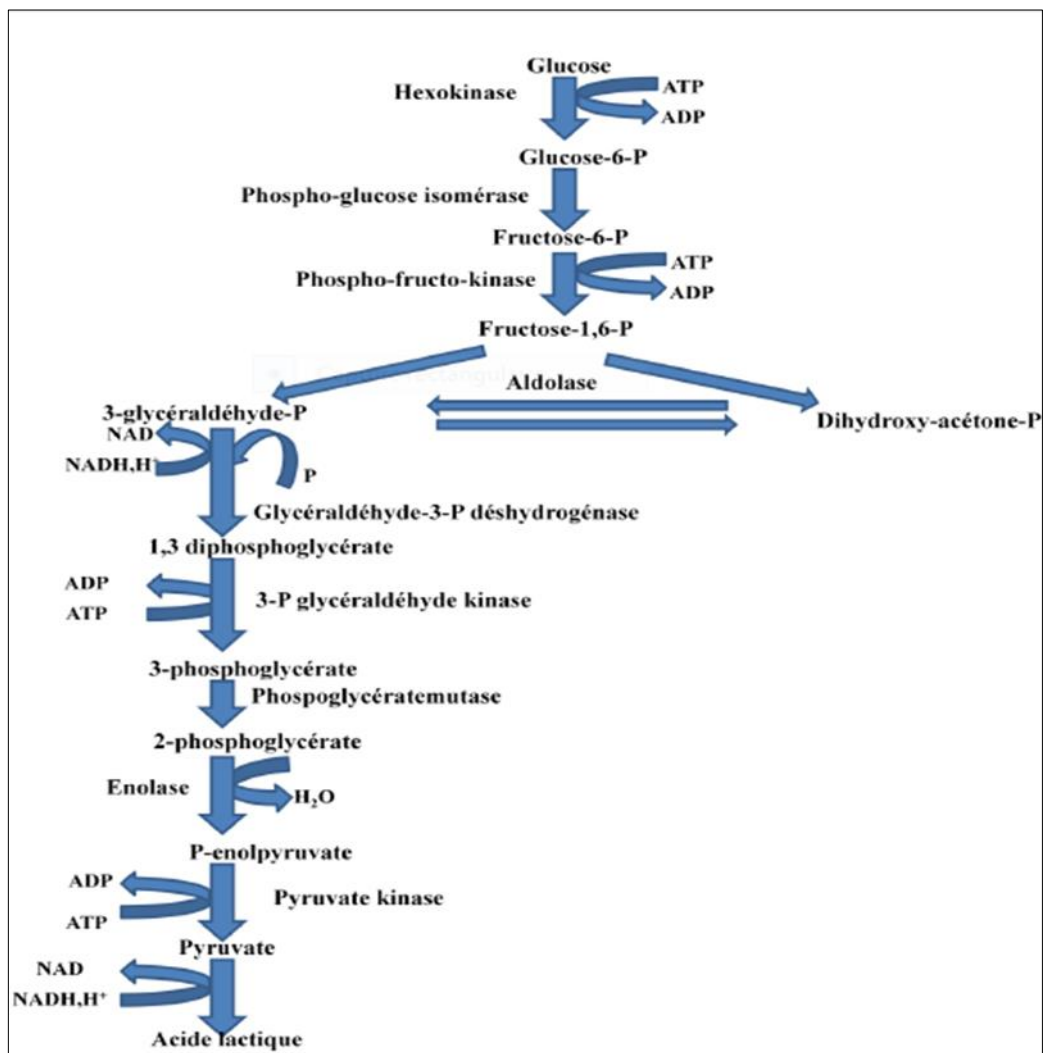 Glucose
Hexokinase
ATP
ADP
Glucose-6-P
Phospho-glucose isomérase
Fructose-6-P
Phospho-fructo-kinase
ATP
ADP
Fructose-1,6-P
Aldolase
3-glycéraldéhyde-P
Dihydroxy-acétone-P
NAD
NADH,H⁺
P
Glycéraldéhyde-3-P déshydrogénase
1,3 diphosphoglycérate
ADP
3-P glycéraldéhyde kinase
ATP
3-phosphoglycérate
Phospoglycératemutase
2-phosphoglycérate
Enolase
H₂O
P-enolpyruvate
ADP
Pyruvate kinase
ATP
Pyruvate
NAD
NADH,H⁺
Acide lactique